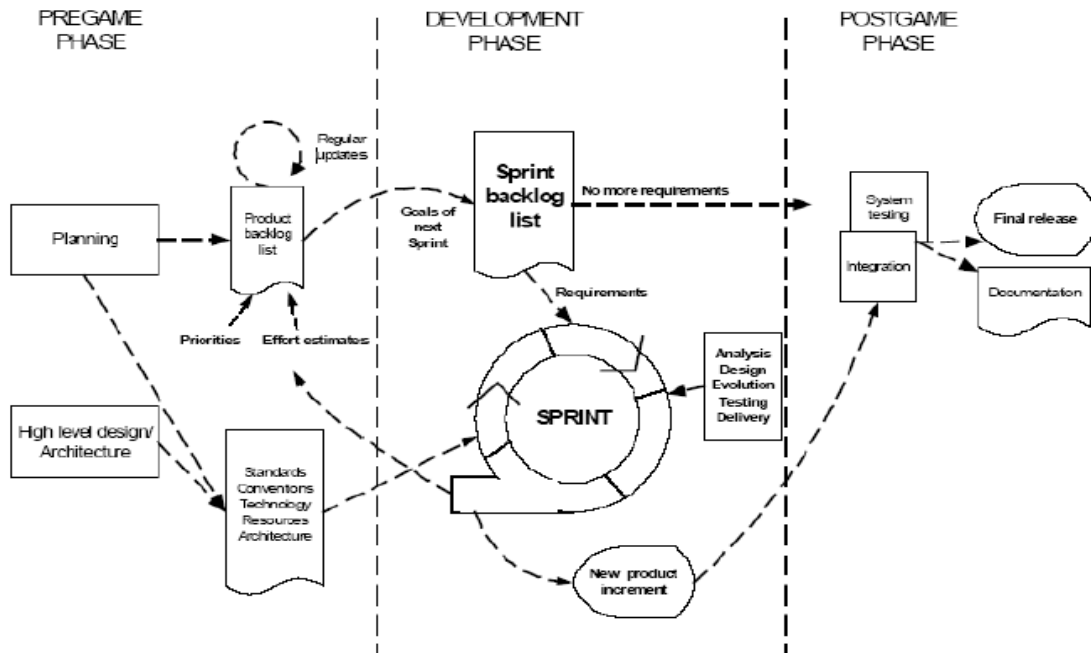 PREGAME
PHASE
DEVELOPMENT
PHASE
POSTGAME
PHASE
Regular
updates
Planning
Product
backlog
list
Goals of
next
Sprint
Sprint
backlog
list
No more requirements
System
testing
Integration
Final release
Documentation
Priorities
Effort estimates
Requirements
High level design/
Architecture
Standards
Conventions
Technology
Resources
Architecture
SPRINT
Analysis
Design
Evolution
Testing
Delivery
New product
increment